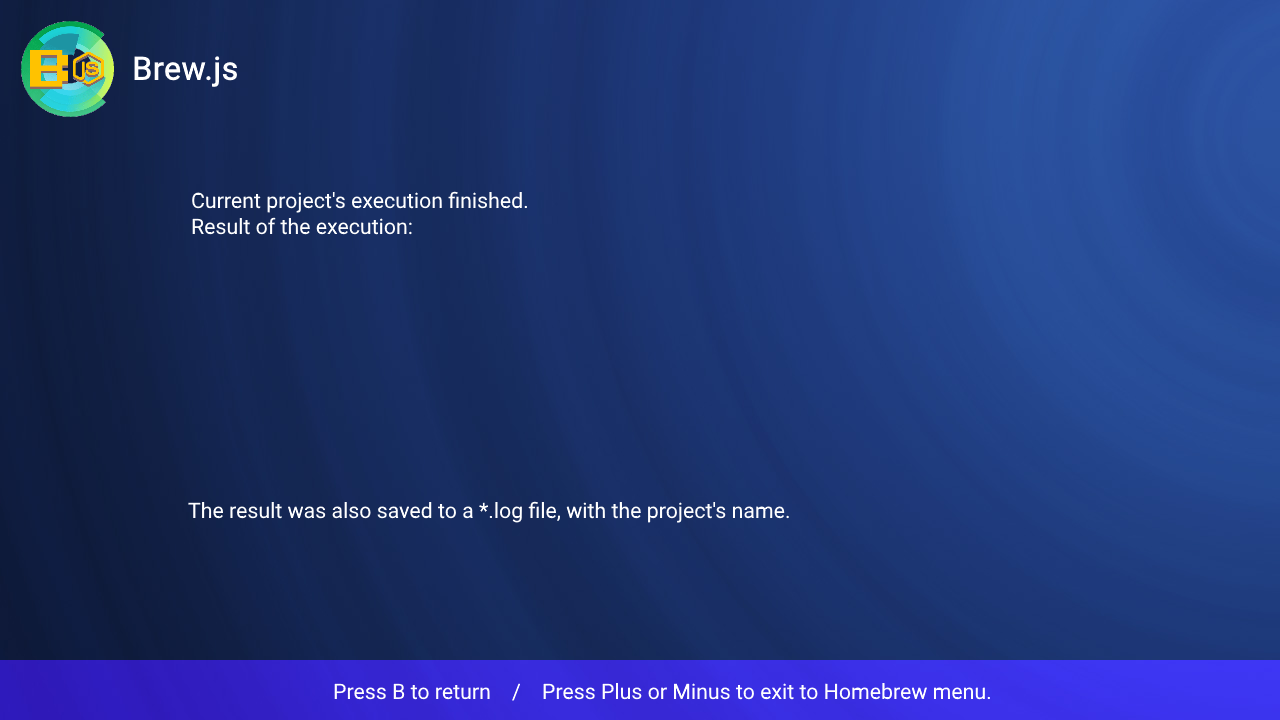 B JS
Brew.js
Current project's execution finished.
Result of the execution:
The result was also saved to a *.log file, with the project's name.
Press B to return / Press Plus or Minus to exit to Homebrew menu.